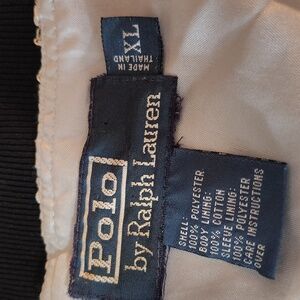 XL
MADE IN
THAILAND
Polo
by Ralph Lauren
SHELL:
100% POLYESTER
BODY LINING:
100% COTTON
SLEEVE LINING:
100% POLYESTER
CARE INSTRUCTIONS
OVER